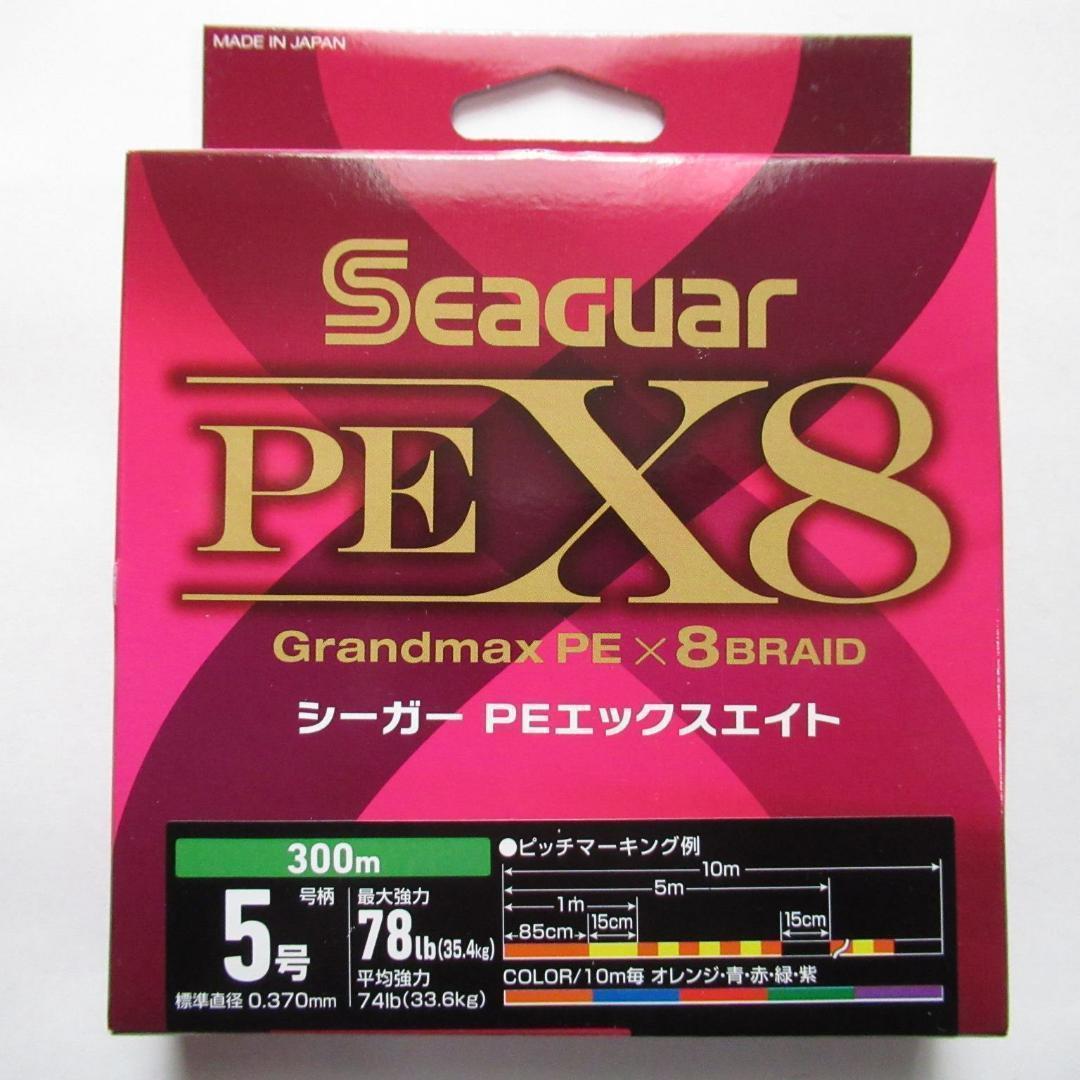 MADE IN JAPAN
Seaguar
PE X8
Grandmax PE × 8 BRAID
シーガー PEエックスエイト
300m
号柄
5号
標準直径 0.370mm
最大強力
78lb(35.4kg)
平均強力
74lb(33.6kg)
●ピッチマーキング例
10m
5m
1m
15cm
15cm
85cm
COLOR/10m毎 オレンジ・青・赤・緑・紫